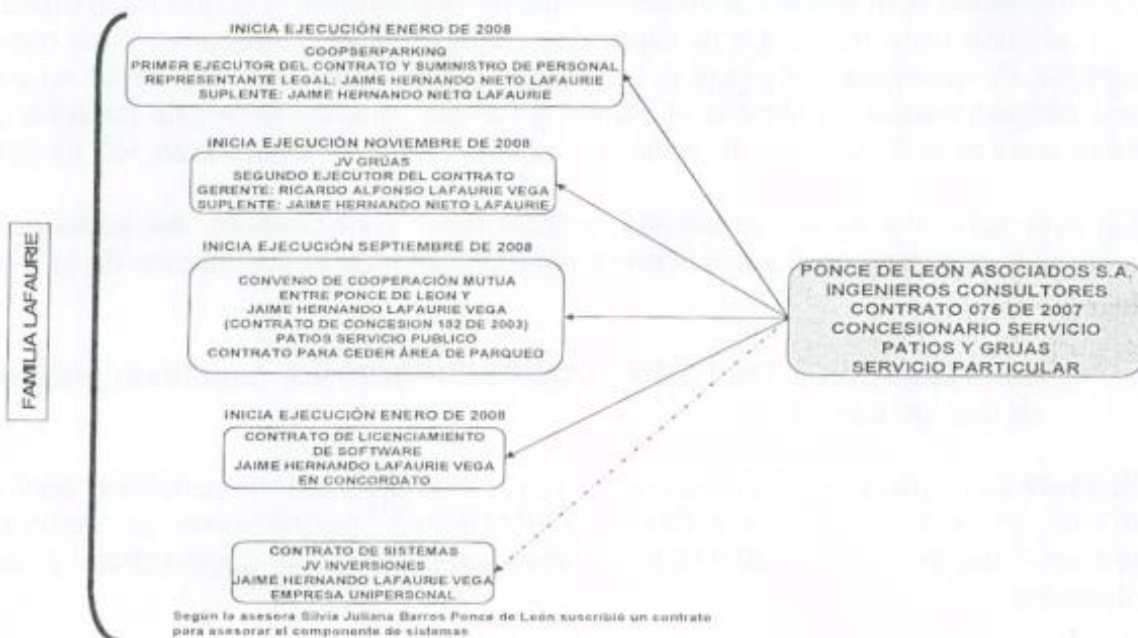 INICIA EJECUCIÓN ENERO DE 2008
COOPSERPARKING
PRIMER EJECUTOR DEL CONTRATO Y SUMINISTRO DE PERSONAL
REPRESENTANTE LEGAL: JAIME HERNANDO NIETO LAFAURIE
SUPLENTE: JAIME HERNANDO NIETO LAFAURIE
INICIA EJECUCIÓN NOVIEMBRE DE 2008
JV GRÚAS
SEGUNDO EJECUTOR DEL CONTRATO
GERENTE: RICARDO ALFONSO LAFAURIE VEGA
SUPLENTE: JAIME HERNANDO NIETO LAFAURIE
INICIA EJECUCIÓN SEPTIEMBRE DE 2008
CONVENIO DE COOPERACIÓN MUTUA
ENTRE PONCE DE LEON Y
JAIME HERNANDO LAFAURIE VEGA
(CONTRATO DE CONCESION 182 DE 2003)
PATIOS SERVICIO PUBLICO
CONTRATO PARA CEDER ÁREA DE PARQUEO
INICIA EJECUCIÓN ENERO DE 2008
CONTRATO DE LICENCIAMIENTO
DE SOFTWARE
JAIME HERNANDO LAFAURIE VEGA
EN CONCORDATO
CONTRATO DE SISTEMAS
JV INVERSIONES
JAIME HERNANDO LAFAURIE VEGA
EMPRESA UNIPERSONAL
Según la asesora Silvia Juliana Barros Ponce de León suscribió un contrato
para asesorar el componente de sistemas
FAMILIA LAFAURIE
PONCE DE LEÓN ASOCIADOS S.A.
INGENIEROS CONSULTORES
CONTRATO 075 DE 2007
CONCESIONARIO SERVICIO
PATIOS Y GRUAS
SERVICIO PARTICULAR